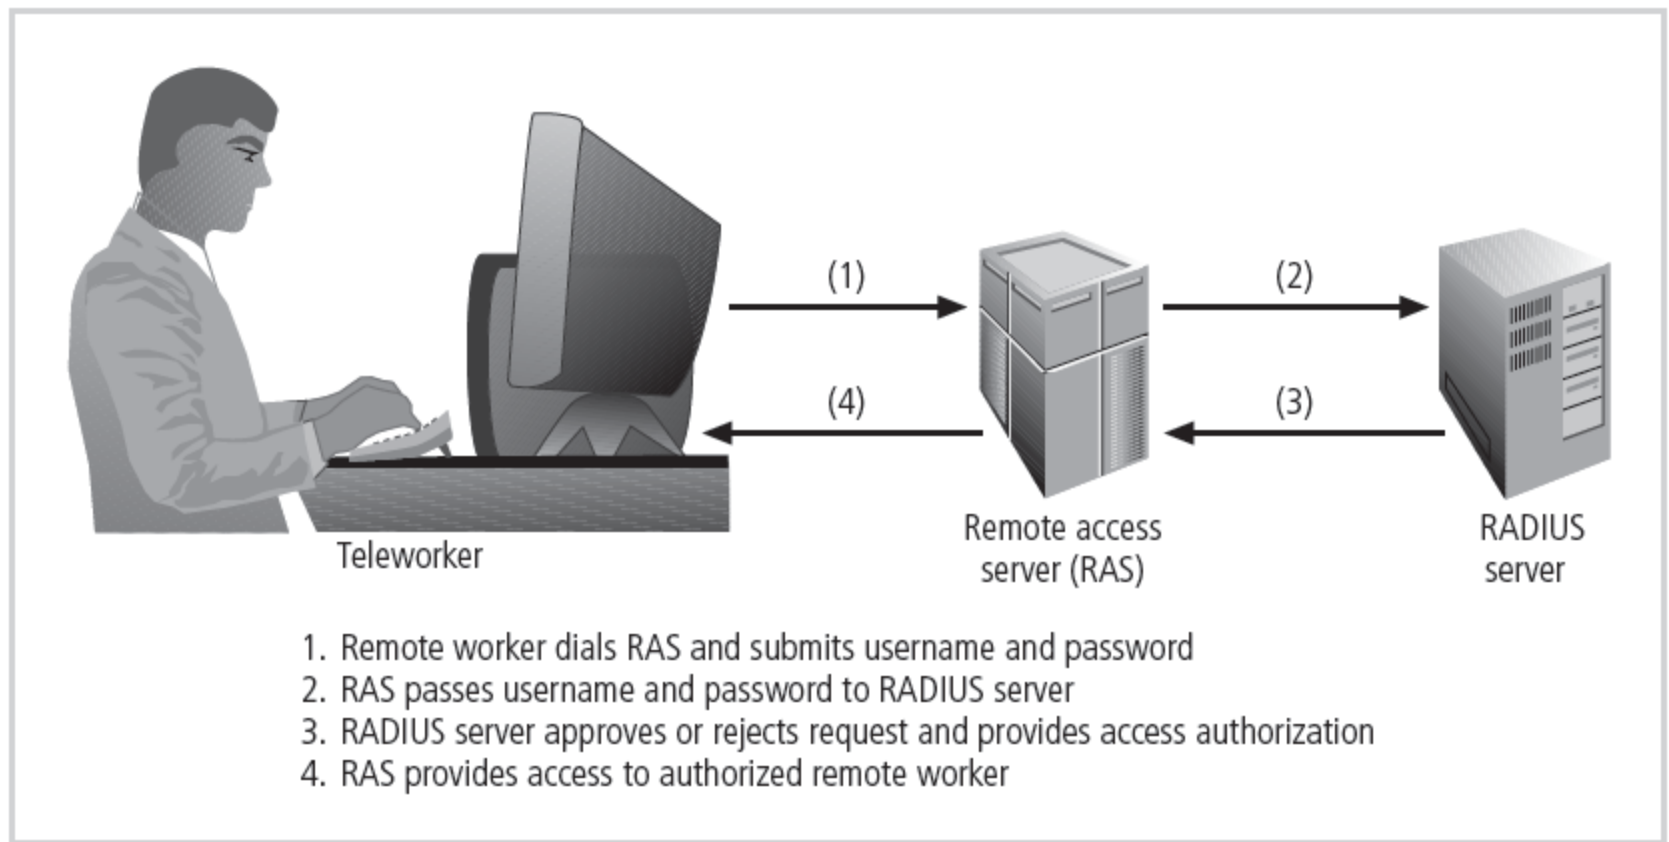 (1)
(2)
(4)
(3)
Teleworker
Remote access
server (RAS)
RADIUS
server
1. Remote worker dials RAS and submits username and password
2. RAS passes username and password to RADIUS server
3. RADIUS server approves or rejects request and provides access authorization
4. RAS provides access to authorized remote worker